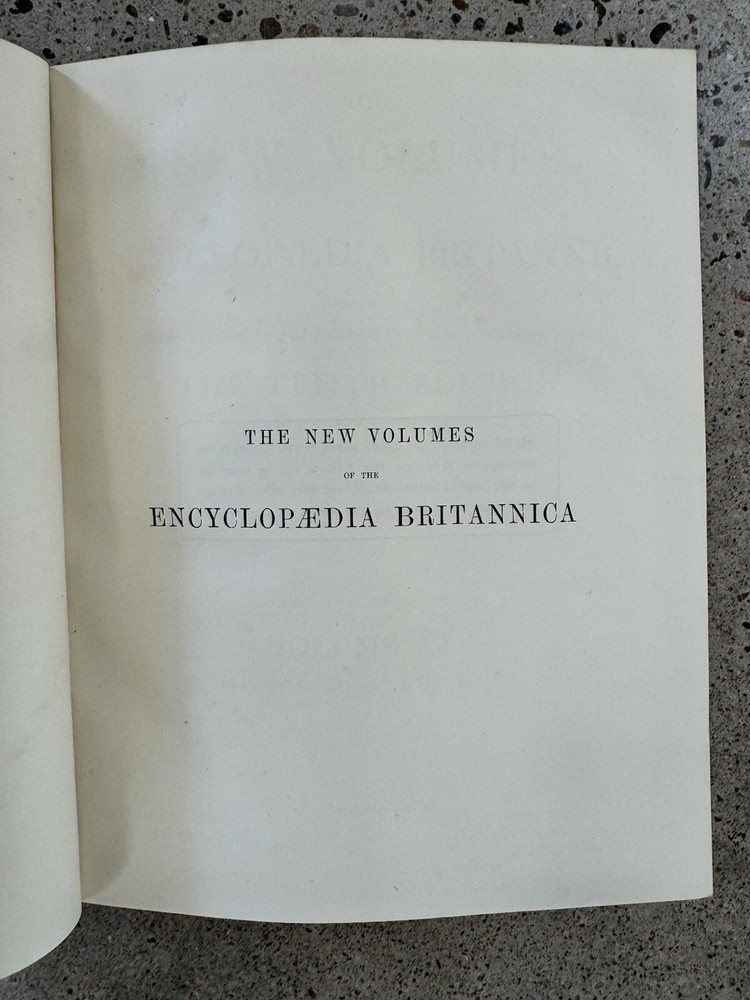 THE NEW VOLUMES
OF THE
ENCYCLOPÆDIA BRITANNICA